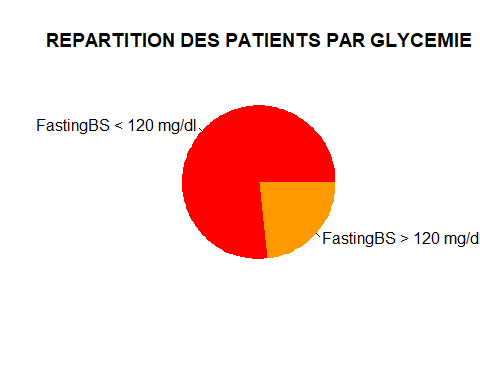 REPARTITION DES PATIENTS PAR GLYCEMIE
FastingBS < 120 mg/dl
FastingBS > 120 mg/d